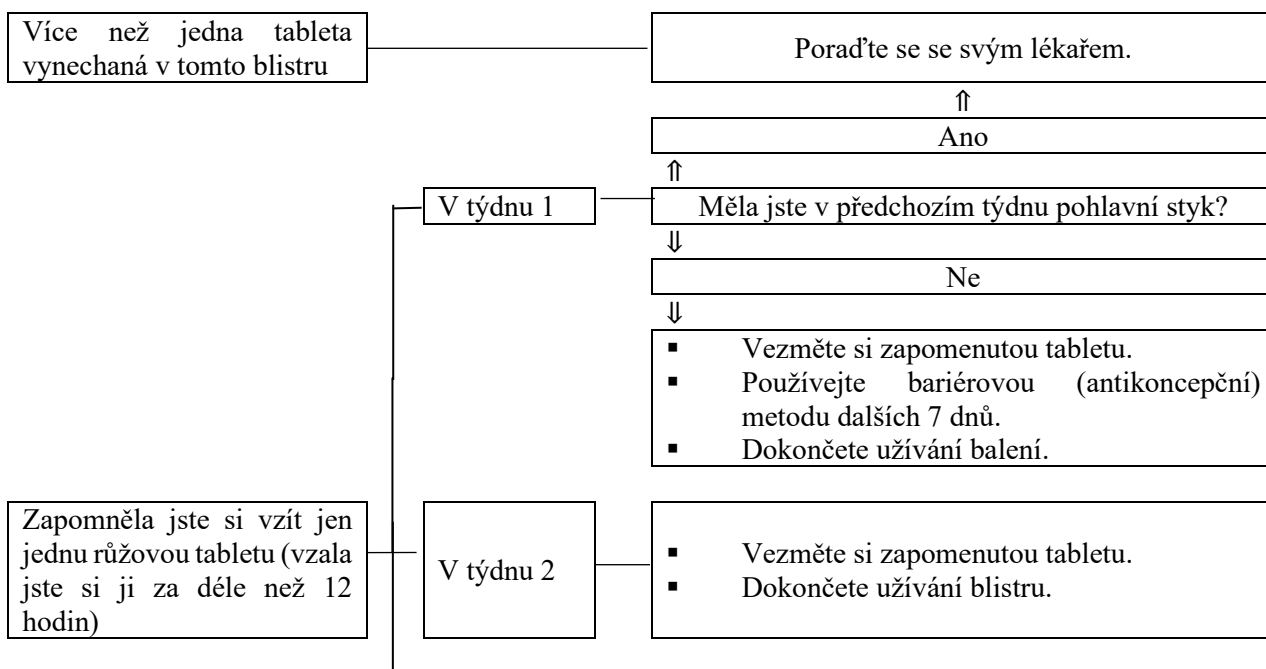 Více než jedna tableta
vynechaná v tomto blistru
Poraďte se se svým lékařem.
⇑
Ano
⇑
V týdnu 1
Měla jste v předchozím týdnu pohlavní styk?
⇓
Ne
⇓
▪ Vezměte si zapomenutou tabletu.
▪ Používejte bariérovou (antikoncepční)
metodu dalších 7 dnů.
▪ Dokončete užívání balení.
Zapomněla jste si vzít jen
jednu růžovou tabletu (vzala
jste si ji za déle než 12
hodin)
V týdnu 2
▪ Vezměte si zapomenutou tabletu.
▪ Dokončete užívání blistru.